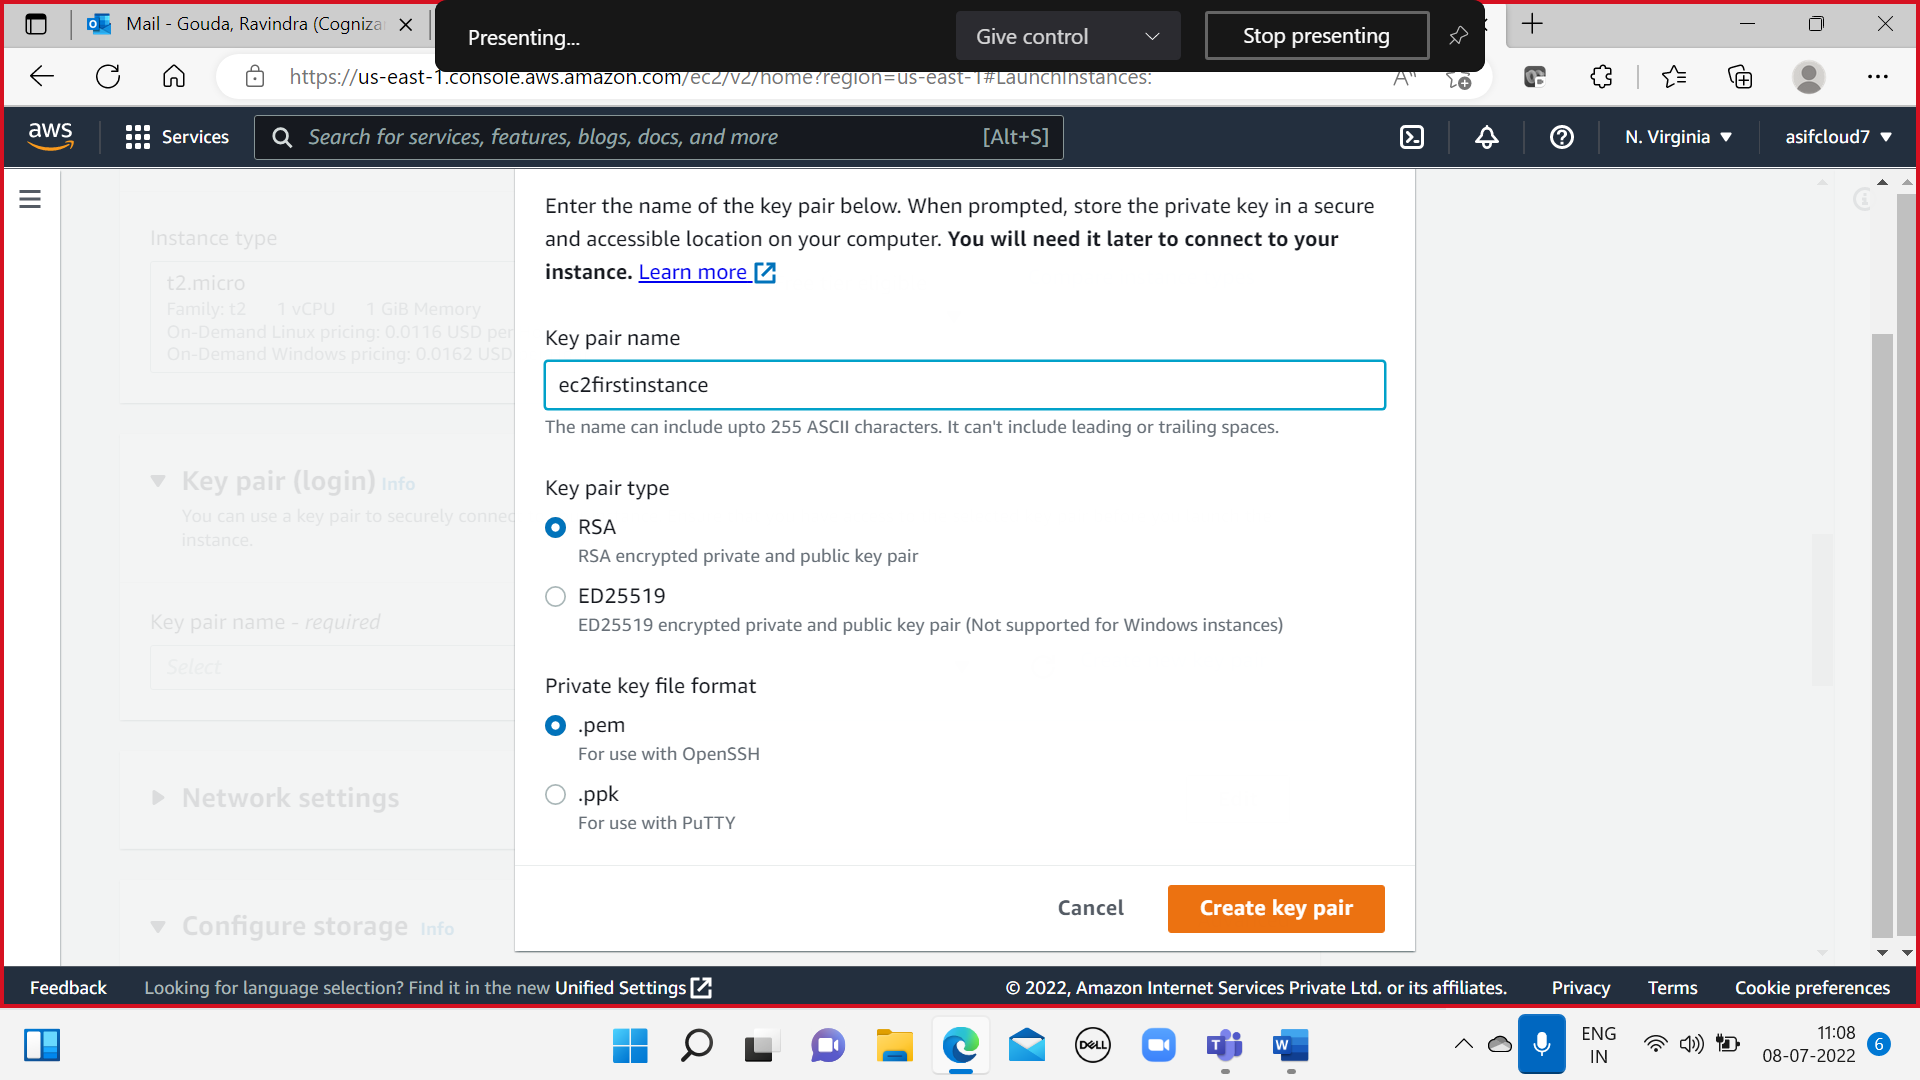 Mail - Gouda, Ravindra (Cogniza
Presenting...
Give control
Stop presenting
https://us-east-1.console.aws.amazon.com/ec2/v2/home?region=us-east-1#LaunchInstances:
aws
Services
Search for services, features, blogs, docs, and more
[Alt+S]
N. Virginia
asifcloud7
Enter the name of the key pair below. When prompted, store the private key in a secure
and accessible location on your computer. You will need it later to connect to your
instance. Learn more
Instance type
t2.micro
Family: t2 1 vCPU 1 GiB Memory
On-Demand Linux pricing: 0.0116 USD per
On-Demand Windows pricing: 0.0162 USD
Key pair name
ec2firstinstance
The name can include upto 255 ASCII characters. It can't include leading or trailing spaces.
Key pair (login) Info
You can use a key pair to securely connec
instance.
Key pair name - required
Select
Key pair type
RSA
RSA encrypted private and public key pair
ED25519
ED25519 encrypted private and public key pair (Not supported for Windows instances)
Private key file format
.pem
For use with OpenSSH
.ppk
For use with PuTTY
Network settings
Configure storage Info
Cancel
Create key pair
Feedback
Looking for language selection? Find it in the new Unified Settings
© 2022, Amazon Internet Services Private Ltd. or its affiliates.
Privacy
Terms
Cookie preferences
DELL
T
W
ENG
IN
11:08
08-07-2022
6